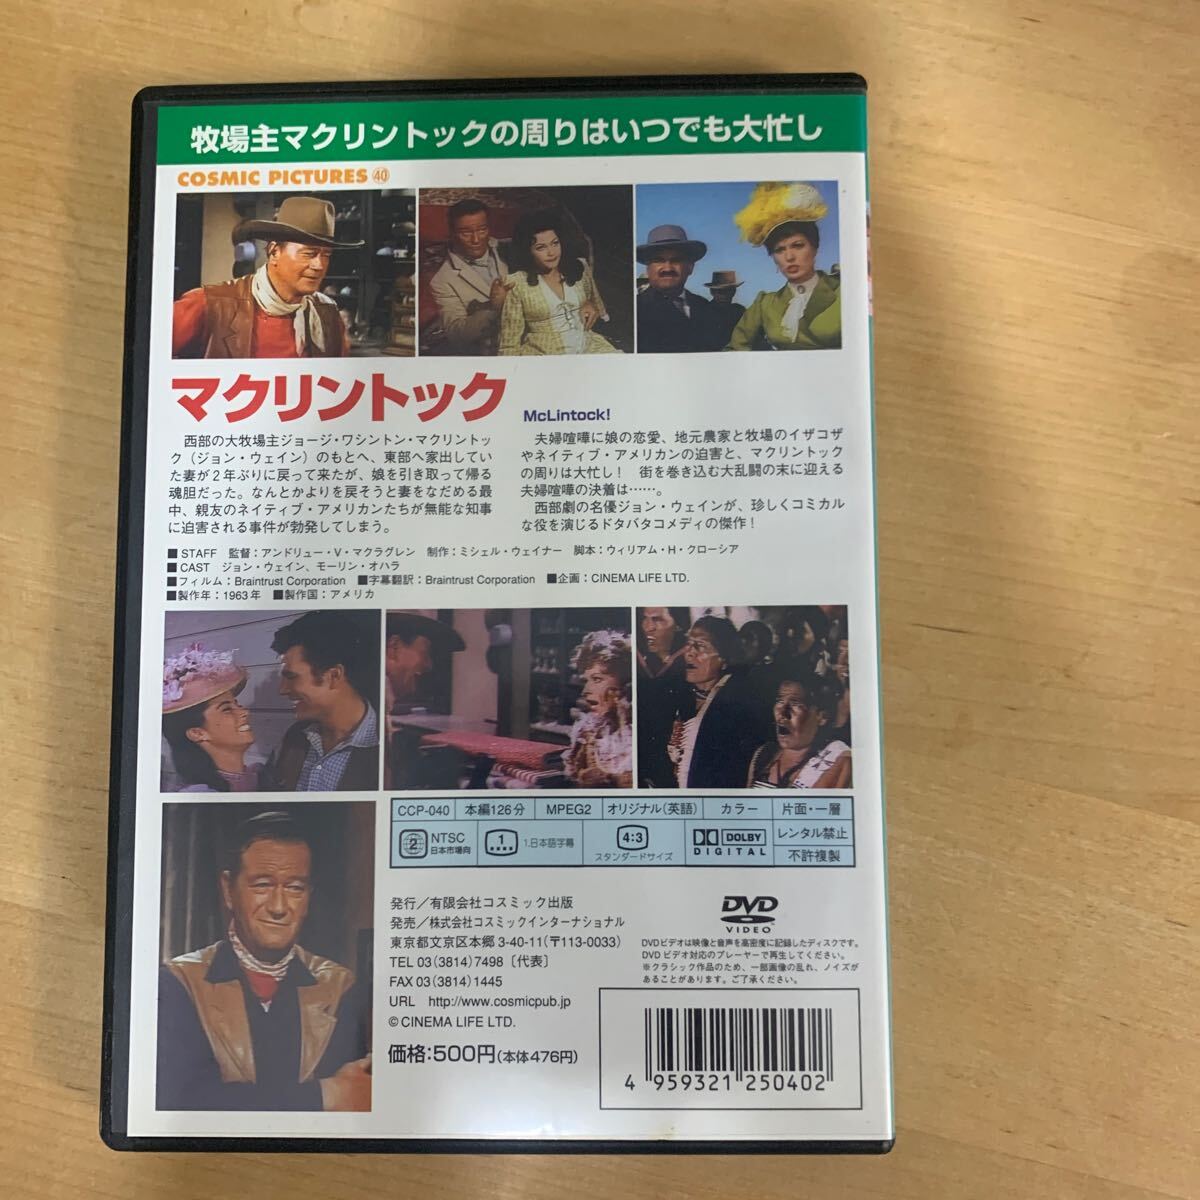 牧場主マクリントックの周りはいつでも大忙し
COSMIC PICTURES ㊵
マクリントック
McLintock!
西部の大牧場主ジョージ・ワシントン・マクリントッ
ク（ジョン・ウェイン）のもとへ、東部へ家出してい
た妻が２年ぶりに戻って来たが、娘を引き取って帰る
魂胆だった。なんとかよりを戻そうと妻をなだめる最
中、親友のネイティブ・アメリカンたちが無能な知事
に迫害される事件が勃発してしまう。
夫婦喧嘩に娘の恋愛、地元農家と牧場のイザコザ
やネイティブ・アメリカンの迫害と、マクリントック
の周りは大忙し！　街を巻き込む大乱闘の末に迎える
夫婦喧嘩の決着は……。
西部劇の名優ジョン・ウェインが、珍しくコミカル
な役を演じるドタバタコメディの傑作！
■ STAFF　監督：アンドリュー・V・マクラグレン　制作：ミシェル・ウェイナー　脚本：ウィリアム・H・クローシア
■ CAST　ジョン・ウェイン、モーリン・オハラ
■フィルム：Braintrust Corporation　■字幕翻訳：Braintrust Corporation　■企画：CINEMA LIFE LTD.
■製作年：1963年　■製作国：アメリカ
CCP-040　本編126分　MPEG2　オリジナル(英語)　カラー　片面・一層
2 NTSC 日本市場向　1 1.日本語字幕　4:3 スタンダードサイズ　DOLBY DIGITAL　レンタル禁止
不許複製
発行／有限会社コスミック出版
発売／株式会社コスミックインターナショナル
東京都文京区本郷3-40-11(〒113-0033)
TEL 03(3814)7498〔代表〕
FAX 03(3814)1445
URL　http://www.cosmicpub.jp
© CINEMA LIFE LTD.
価格:500円(本体476円)
DVD
VIDEO
DVDビデオは映像と音声を高密度に記録したディスクです。
DVDビデオ対応のプレーヤーで再生してください。
※クラシック作品のため、一部画像の乱れ、ノイズが
あることがあります。ご了承ください。
4 959321 250402